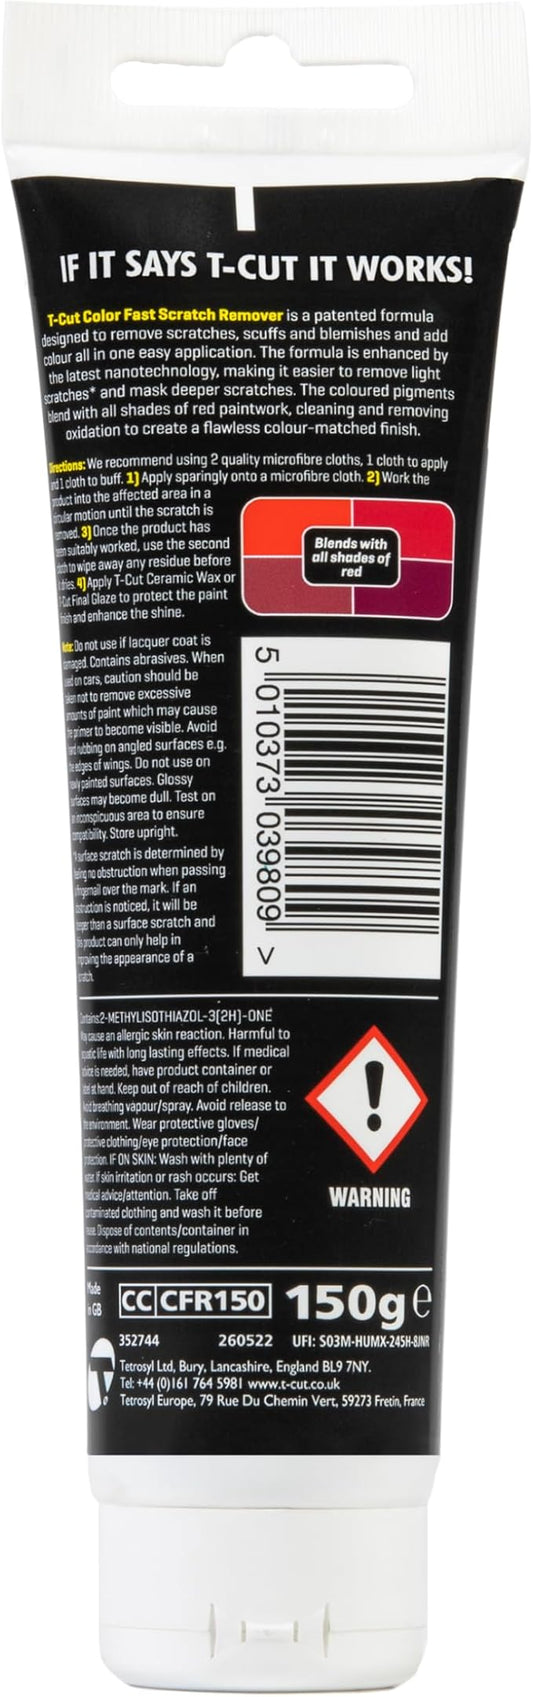 IF IT SAYS T-CUT IT WORKS!
T-Cut Color Fast Scratch Remover is a patented formula
designed to remove scratches, scuffs and blemishes and add
colour all in one easy application. The formula is enhanced by
the latest nanotechnology, making it easier to remove light
scratches* and mask deeper scratches. The coloured pigments
blend with all shades of red paintwork, cleaning and removing
oxidation to create a flawless colour-matched finish.
Directions: We recommend using 2 quality microfibre cloths, 1 cloth to apply
and 1 cloth to buff. 1) Apply sparingly onto a microfibre cloth. 2) Work the
product into the affected area in a
circular motion until the scratch is
removed. 3) Once the product has
been suitably worked, use the second
cloth to wipe away any residue before
it dries. 4) Apply T-Cut Ceramic Wax or
T-Cut Final Glaze to protect the paint
finish and enhance the shine.
Blends with
all shades of
red
Note: Do not use if lacquer coat is
damaged. Contains abrasives. When
used on cars, caution should be
taken not to remove excessive
amounts of paint which may cause
the primer to become visible. Avoid
hard rubbing on angled surfaces e.g.
the edges of wings. Do not use on
newly painted surfaces. Glossy
surfaces may become dull. Test on
an inconspicuous area to ensure
compatibility. Store upright.
*A surface scratch is determined by
feeling no obstruction when passing
a fingernail over the mark. If an
obstruction is noticed, it will be
deeper than a surface scratch and
this product can only help in
improving the appearance of a
scratch.
5 010373 039809 >
Contains:2-METHYLISOTHIAZOL-3(2H)-ONE
May cause an allergic skin reaction. Harmful to
aquatic life with long lasting effects. If medical
advice is needed, have product container or
label at hand. Keep out of reach of children.
Avoid breathing vapour/spray. Avoid release to
the environment. Wear protective gloves/
protective clothing/eye protection/face
protection. IF ON SKIN: Wash with plenty of
water. If skin irritation or rash occurs: Get
medical advice/attention. Take off
contaminated clothing and wash it before
reuse. Dispose of contents/container in
accordance with national regulations.
WARNING
Made
in GB
CC CFR150 150g e
352744 260522 UFI: S03M-HUMX-245H-8JNR
Tetrosyl Ltd, Bury, Lancashire, England BL9 7NY.
Tel: +44 (0)161 764 5981 www.t-cut.co.uk
Tetrosyl Europe, 79 Rue Du Chemin Vert, 59273 Fretin, France